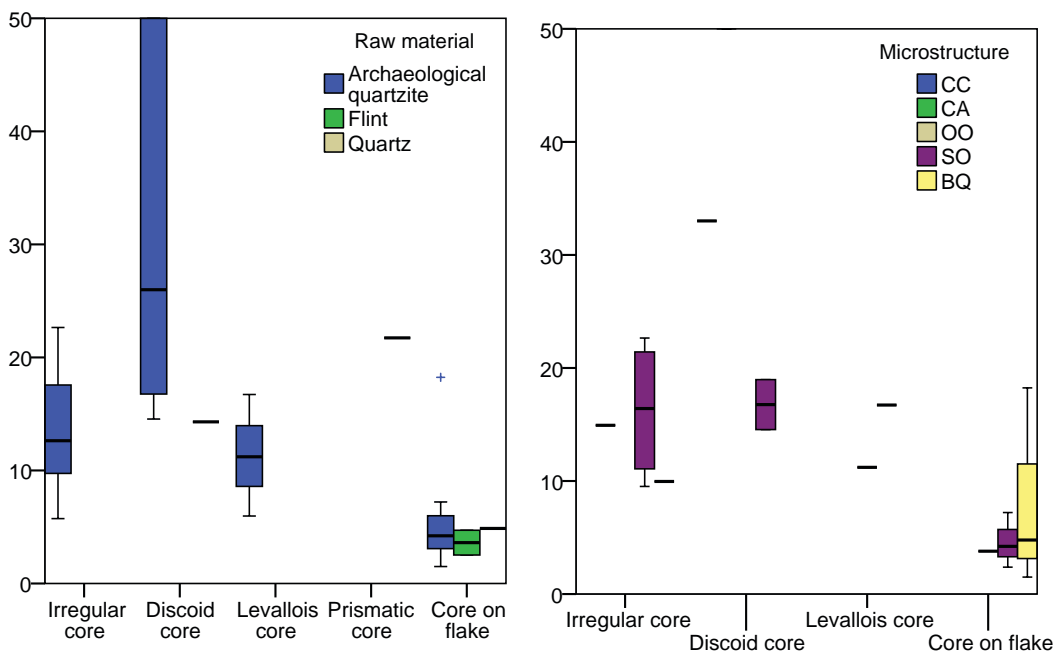 50
40
30
20
10
0
Raw material
Archaeological
quartzite
Flint
Quartz
Irregular
core
Discoid
core
Levallois
core
Prismatic
core
Core on
flake
50
40
30
20
10
0
Microstructure
CC
CA
OO
SO
BQ
Irregular core
Discoid core
Levallois core
Core on flake